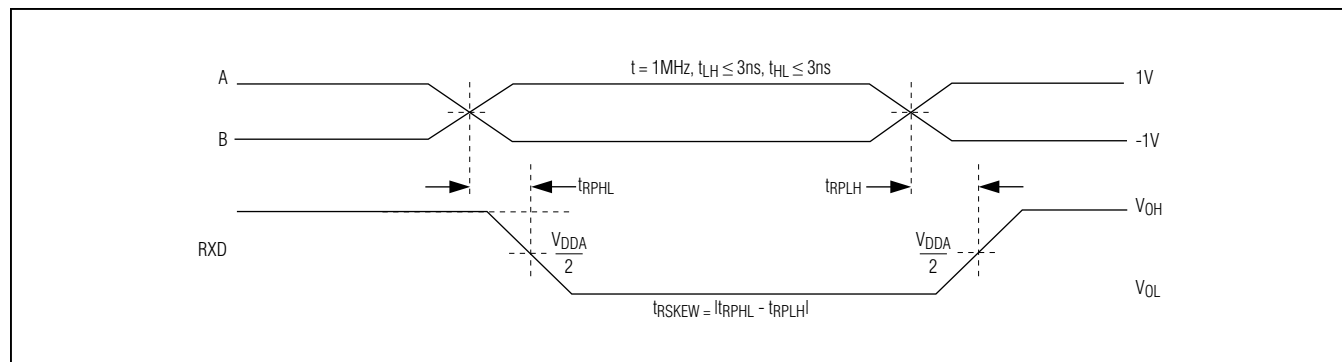 t = 1MHz, tLH ≤ 3ns, tHL ≤ 3ns
A
1V
B
-1V
tRPHL
tRPLH
VOH
RXD
VDDA
2
VDDA
2
VOL
tRSKEW = |tRPHL - tRPLH|